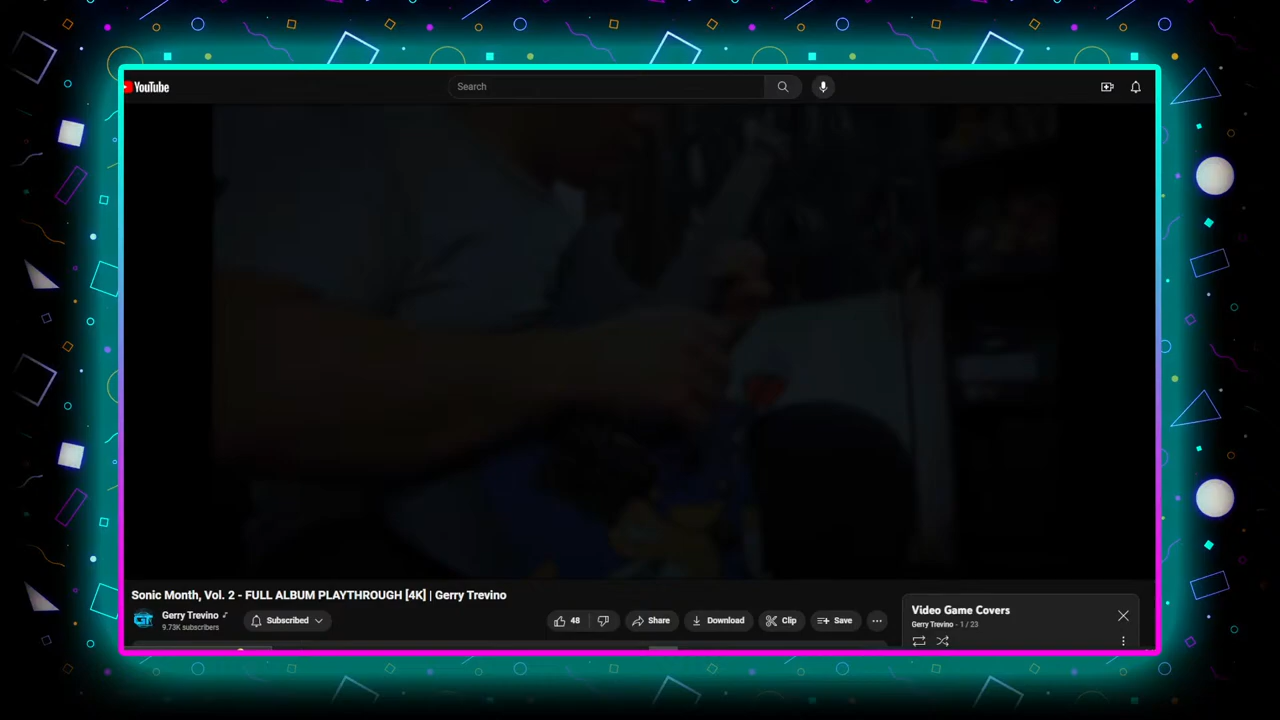 YouTube
Search
Sonic Month, Vol. 2 - FULL ALBUM PLAYTHROUGH [4K] | Gerry Trevino
Gerry Trevino
9.73K subscribers
Subscribed
48
Share
Download
Clip
Save
Video Game Covers
Gerry Trevino - 1 / 23
GT